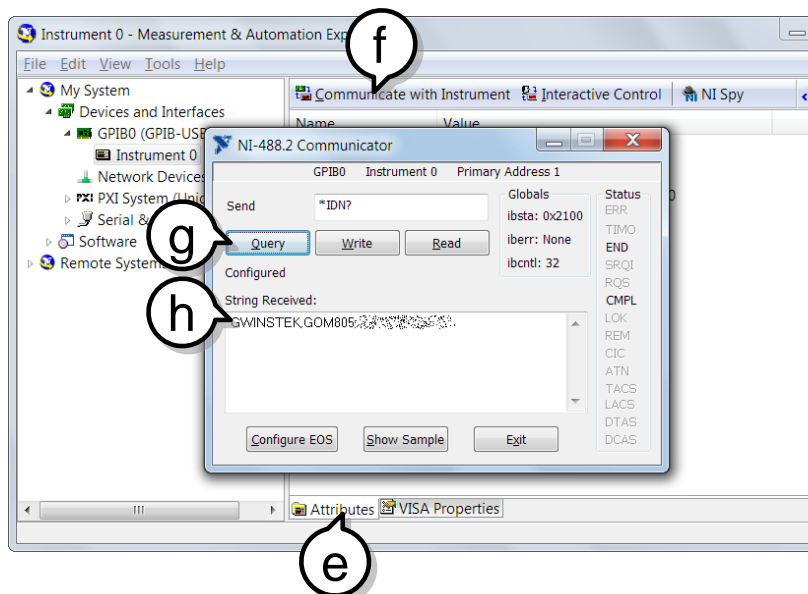 Instrument 0 - Measurement & Automation Exp
f
File Edit View Tools Help
My System
Devices and Interfaces
GPIB0 (GPIB-USB
Instrument 0
Network Devices
PXI System (Unic
Serial &
Software
Remote Systems
Communicate with Instrument Interactive Control NI Spy
Name Value
0
NI-488.2 Communicator
GPIB0 Instrument 0 Primary Address 1
Send *IDN?
g
Query Write Read
Configured
Globals
ibsta: 0x2100
iberr: None
ibcntl: 32
Status
ERR
TIMO
END
SRQI
RQS
CMPL
LOK
REM
CIC
ATN
TACS
LACS
DTAS
DCAS
String Received:
h
GWINSTEK,GOM805
Configure EOS Show Sample Exit
Attributes VISA Properties
e